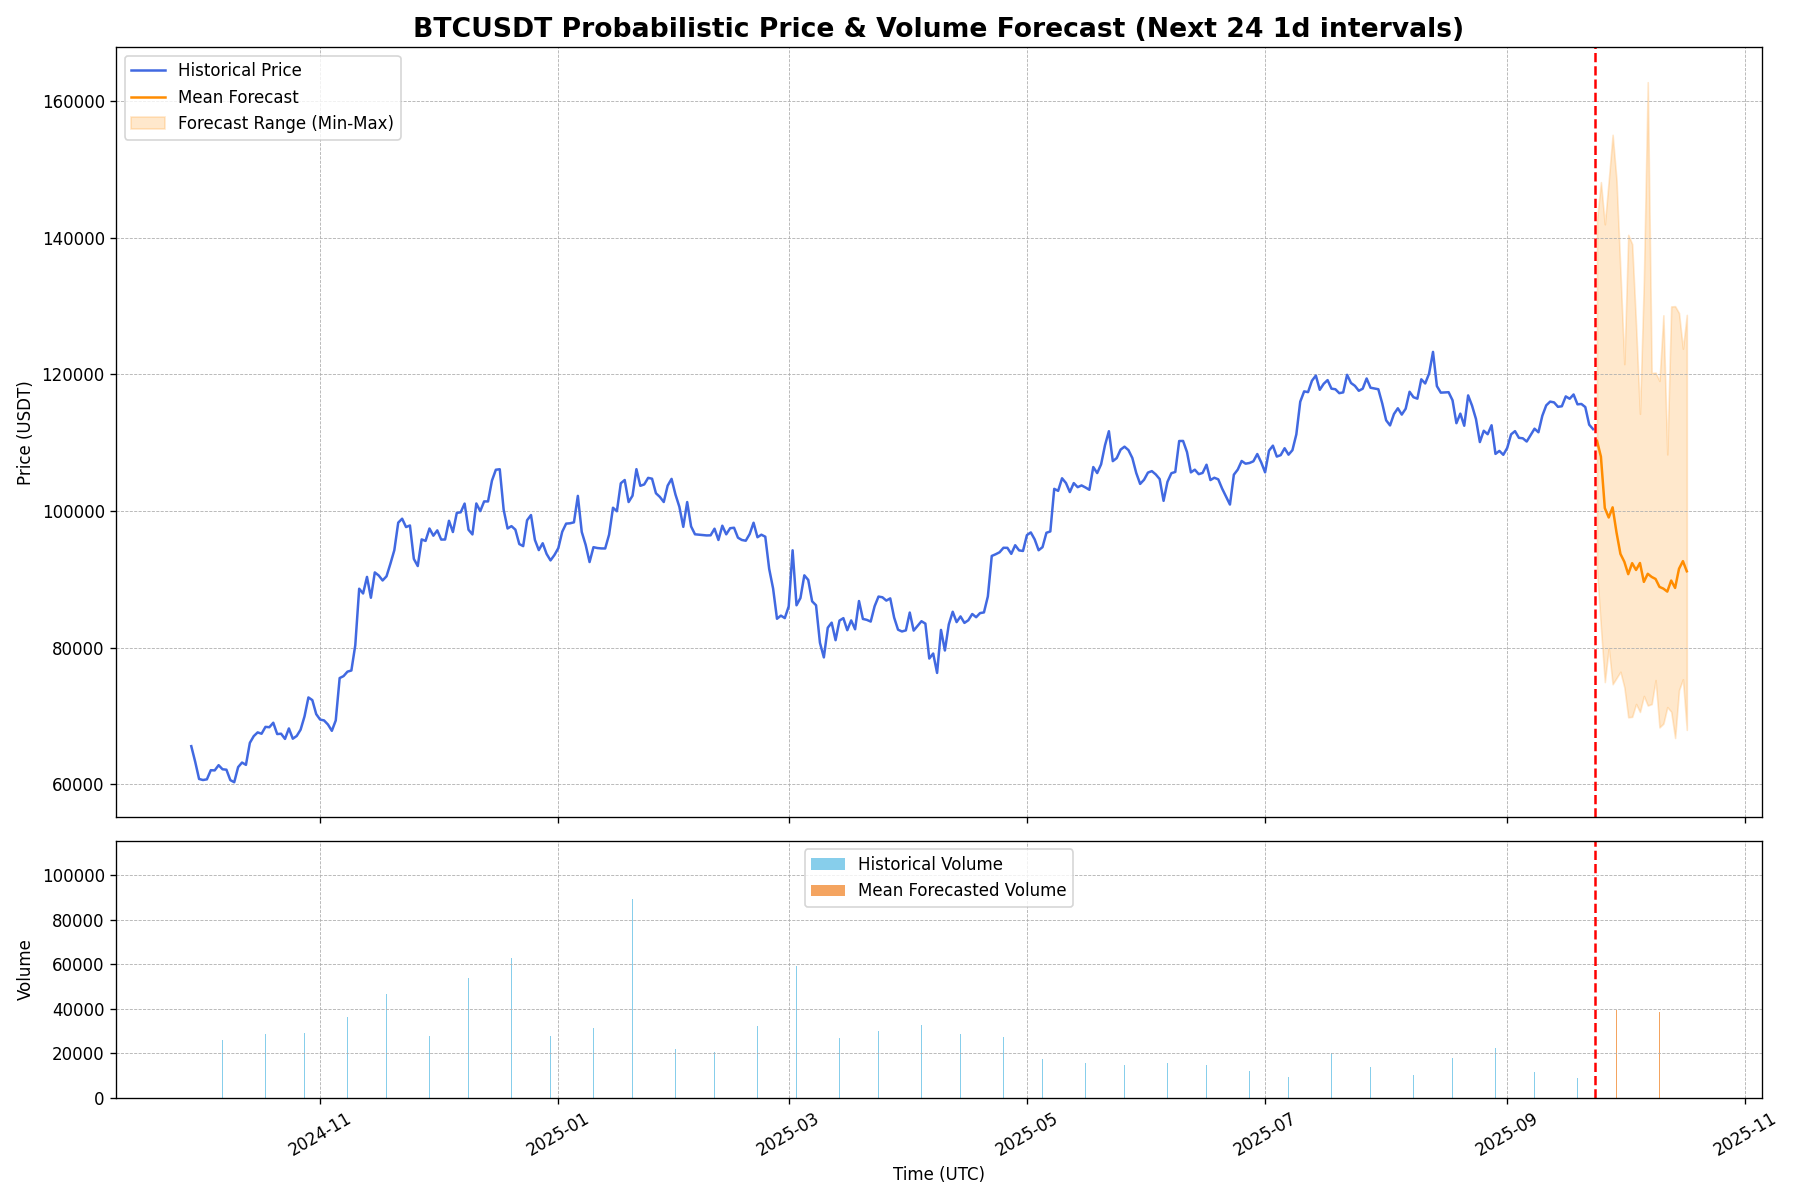 BTCUSDT Probabilistic Price & Volume Forecast (Next 24 1d intervals)
Historical Price
Mean Forecast
Forecast Range (Min-Max)
160000
140000
120000
100000
80000
60000
Price (USDT)
Historical Volume
Mean Forecasted Volume
100000
80000
60000
40000
20000
0
Volume
2024-11
2025-01
2025-03
2025-05
2025-07
2025-09
2025-11
Time (UTC)